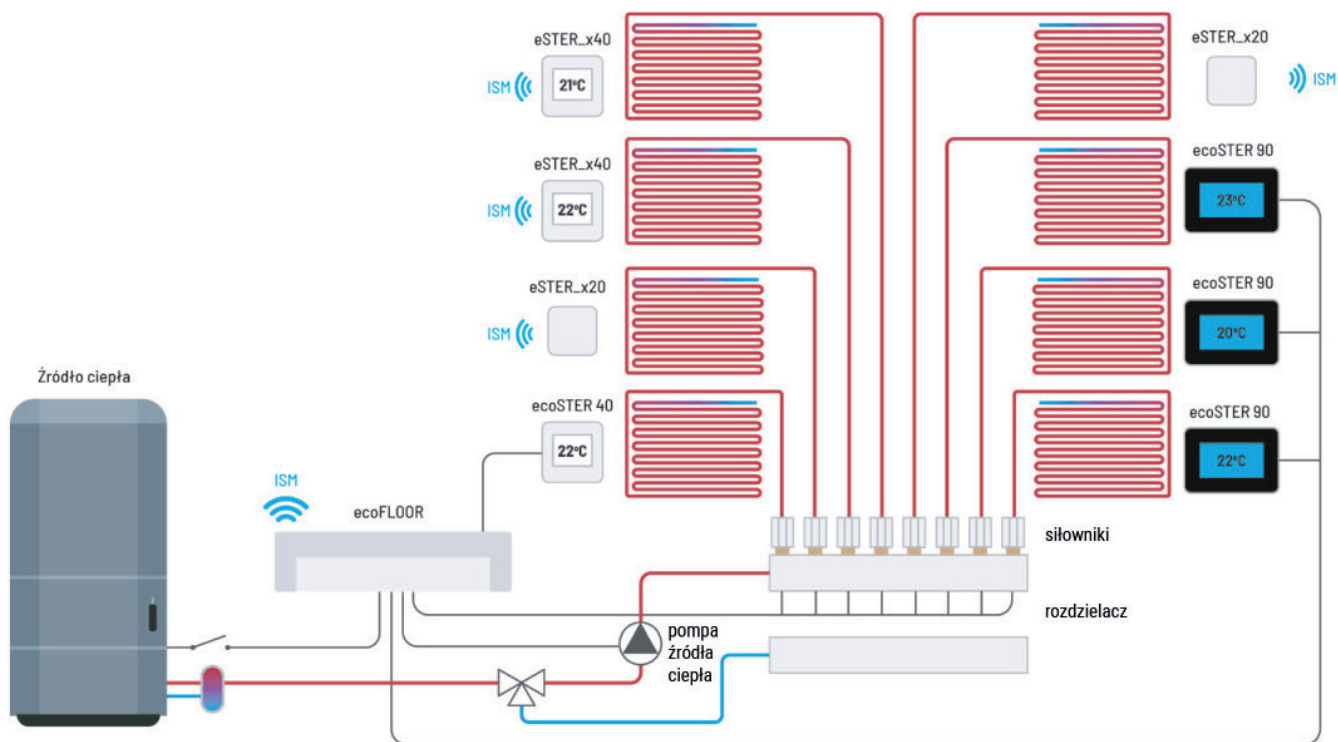 eSTER_x40
ISM
21°C
eSTER_x20
ISM
eSTER_x40
ISM
22°C
ecoSTER 90
23°C
eSTER_x20
ISM
ecoSTER 90
20°C
Źródło ciepła
ecoSTER 40
22°C
ecoSTER 90
22°C
ISM
ecoFLOOR
siłowniki
rozdzielacz
pompa
źródła
ciepła